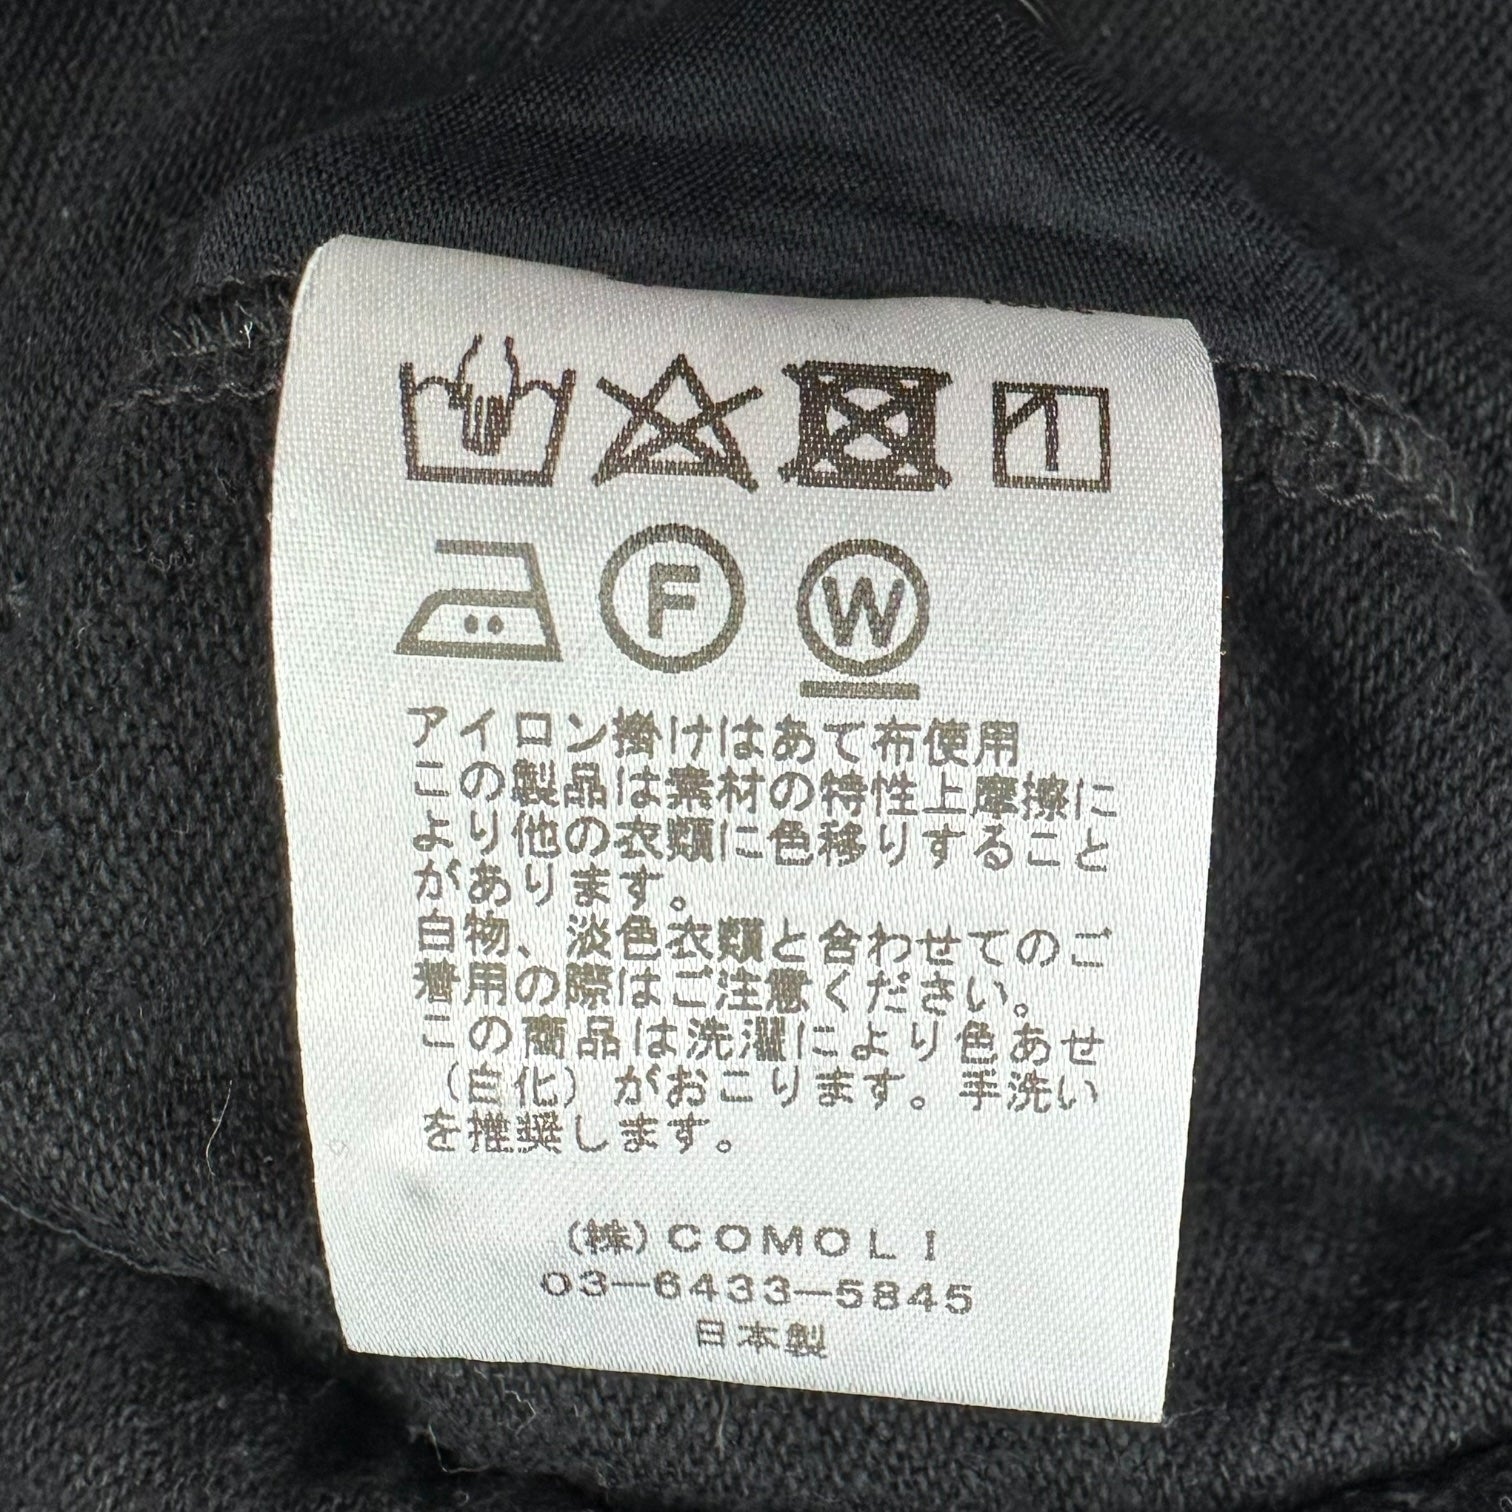 F
W
アイロン掛けはあて布使用
この製品は素材の特性上摩擦に
より他の衣類に色移りすること
があります。
白物、淡色衣類と合わせてのご
着用の際はご注意ください。
この商品は洗濯により色あせ
(白化)がおこります。手洗い
を推奨します。
(株)COMOLI
03-6433-5845
日本製